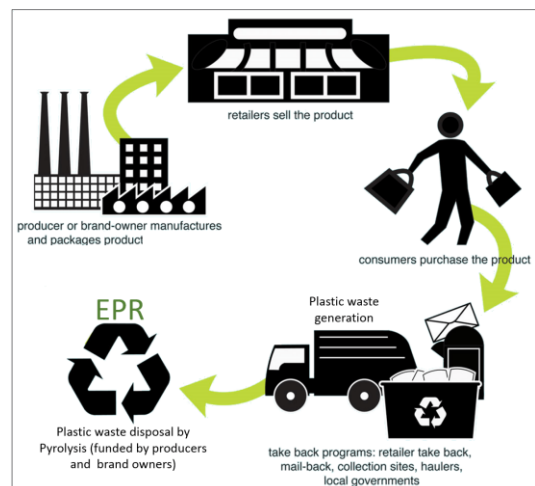 retailers sell the product
producer or brand-owner manufactures
and packages product
consumers purchase the product
EPR
Plastic waste
generation
Plastic waste disposal by
Pyrolysis (funded by producers
and brand owners)
take back programs: retailer take back,
mail-back, collection sites, haulers,
local governments